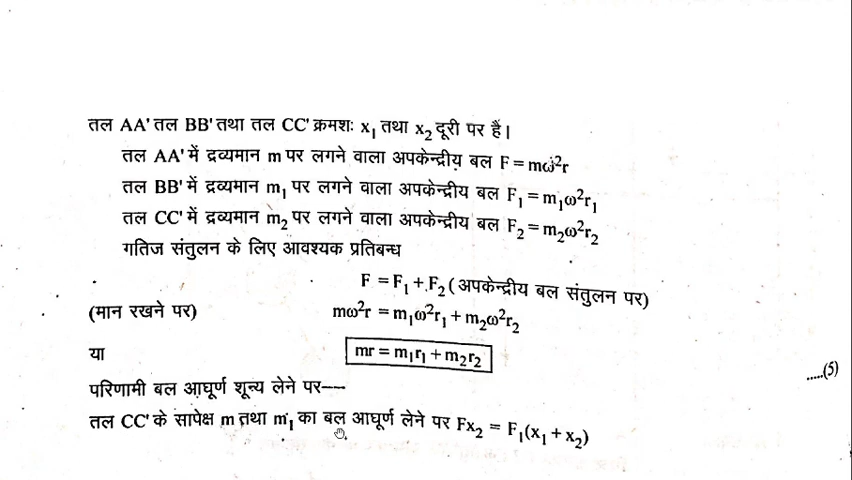 तल AA' तल BB' तथा तल CC' क्रमशः x₁ तथा x₂ दूरी पर है।
तल AA' में द्रव्यमान m पर लगने वाला अपकेन्द्रीय बल F = mω²r
तल BB' में द्रव्यमान m₁ पर लगने वाला अपकेन्द्रीय बल F₁ = m₁ω²r₁
तल CC' में द्रव्यमान m₂ पर लगने वाला अपकेन्द्रीय बल F₂ = m₂ω²r₂
गतिज संतुलन के लिए आवश्यक प्रतिबन्ध
F = F₁ + F₂ ( अपकेन्द्रीय बल संतुलन पर)
(मान रखने पर) mω²r = m₁ω²r₁ + m₂ω²r₂
या mr = m₁r₁ + m₂r₂ .....(5)
परिणामी बल आघूर्ण शून्य लेने पर----
तल CC' के सापेक्ष m तथा m₁ का बल आघूर्ण लेने पर Fx₂ = F₁(x₁ + x₂)